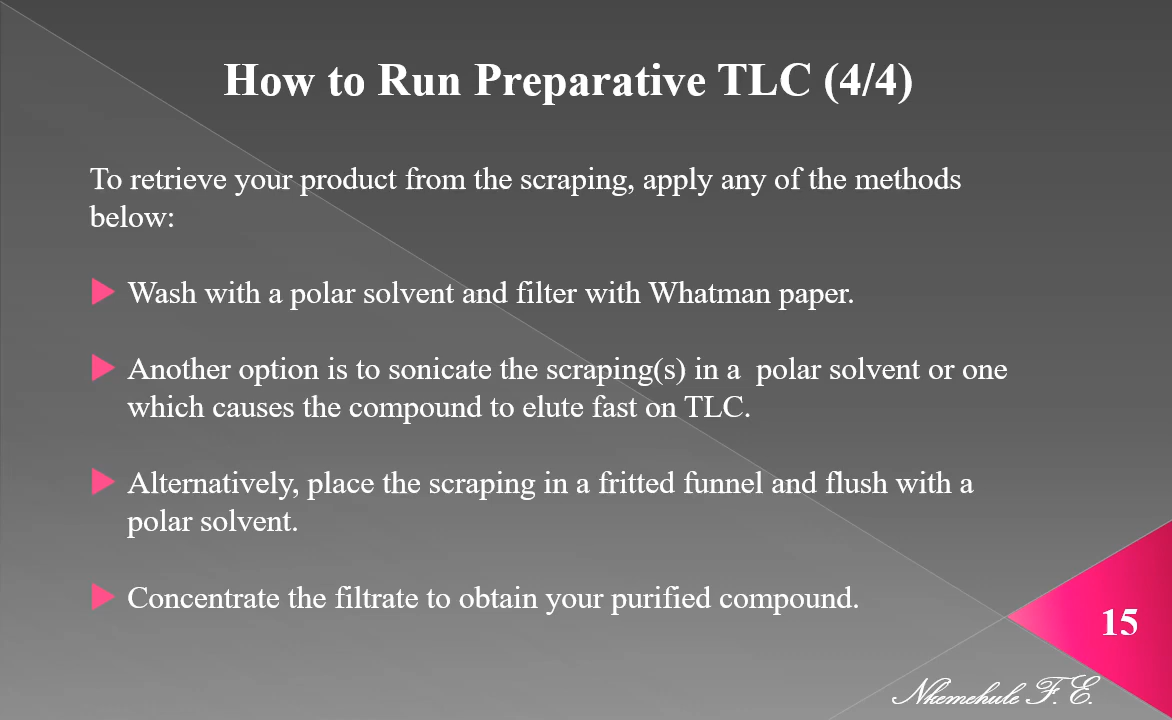 How to Run Preparative TLC (4/4)
To retrieve your product from the scraping, apply any of the methods
below:
Wash with a polar solvent and filter with Whatman paper.
Another option is to sonicate the scraping(s) in a  polar solvent or one
which causes the compound to elute fast on TLC.
Alternatively, place the scraping in a fritted funnel and flush with a
polar solvent.
Concentrate the filtrate to obtain your purified compound.
15
Nkemehule F. E.